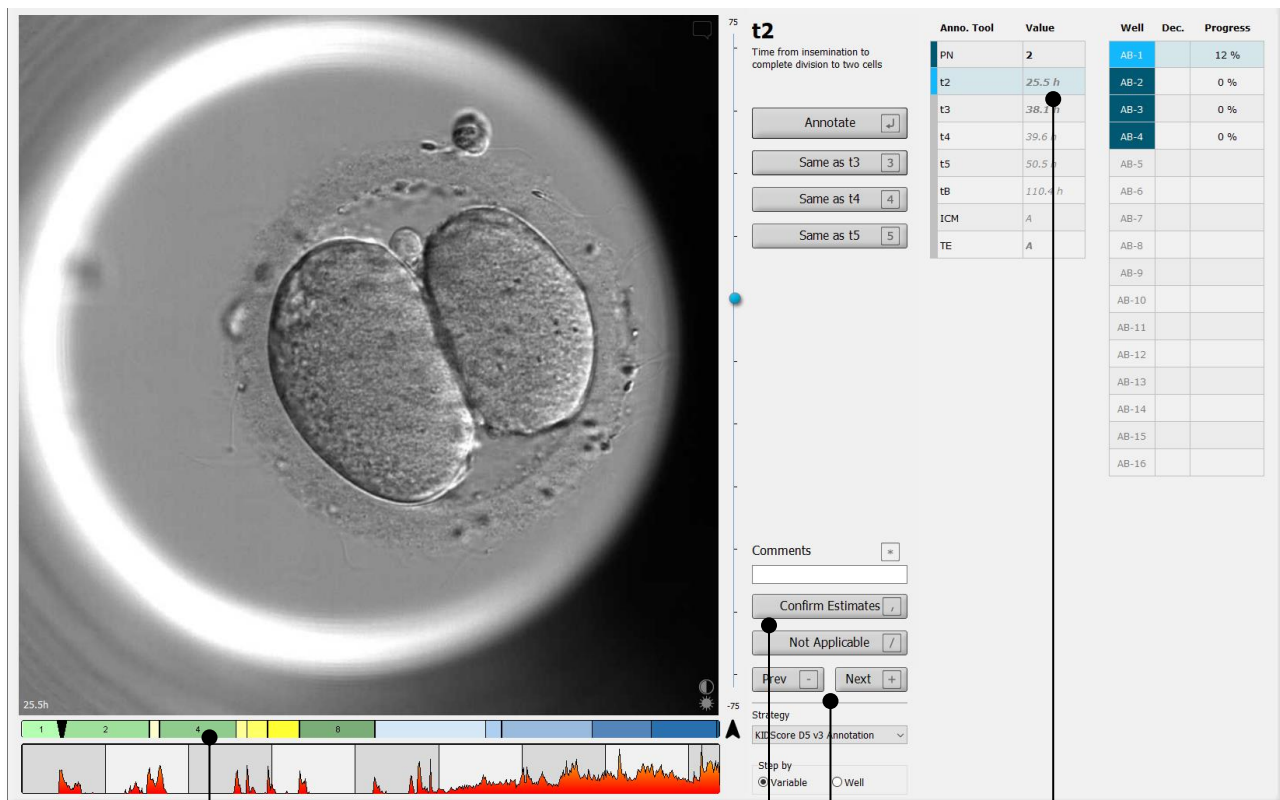 75
t2
Time from insemination to
complete division to two cells
Annotate
Same as t3 3
Same as t4 4
Same as t5 5
Comments *
Confirm Estimates ,
Not Applicable /
Prev -
Next +
-75
Strategy
KIDScore D5 v3 Annotation
Step by
Variable Well
25.5h
1 2 4 8
Anno. Tool Value
PN 2
t2 25.5 h
t3 38.1 h
t4 39.6 h
t5 50.5 h
tB 110.4 h
ICM A
TE A
Well Dec. Progress
AB-1 12 %
AB-2 0 %
AB-3 0 %
AB-4 0 %
AB-5
AB-6
AB-7
AB-8
AB-9
AB-10
AB-11
AB-12
AB-13
AB-14
AB-15
AB-16